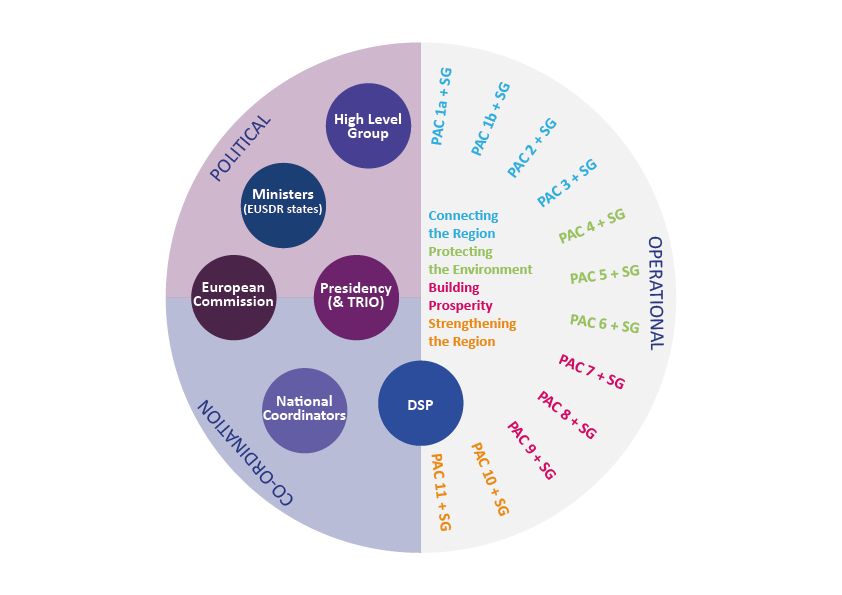 POLITICAL
High Level
Group
Ministers
(EUSDR states)
European
Commission
Presidency
(& TRIO)
CO-ORDINATION
National
Coordinators
DSP
Connecting
the Region
Protecting
the Environment
Building
Prosperity
Strengthening
the Region
PAC 1a + SG
PAC 1b + SG
PAC 2 + SG
PAC 3 + SG
PAC 4 + SG
PAC 5 + SG
PAC 6 + SG
PAC 7 + SG
PAC 8 + SG
PAC 9 + SG
PAC 10 + SG
PAC 11 + SG
OPERATIONAL